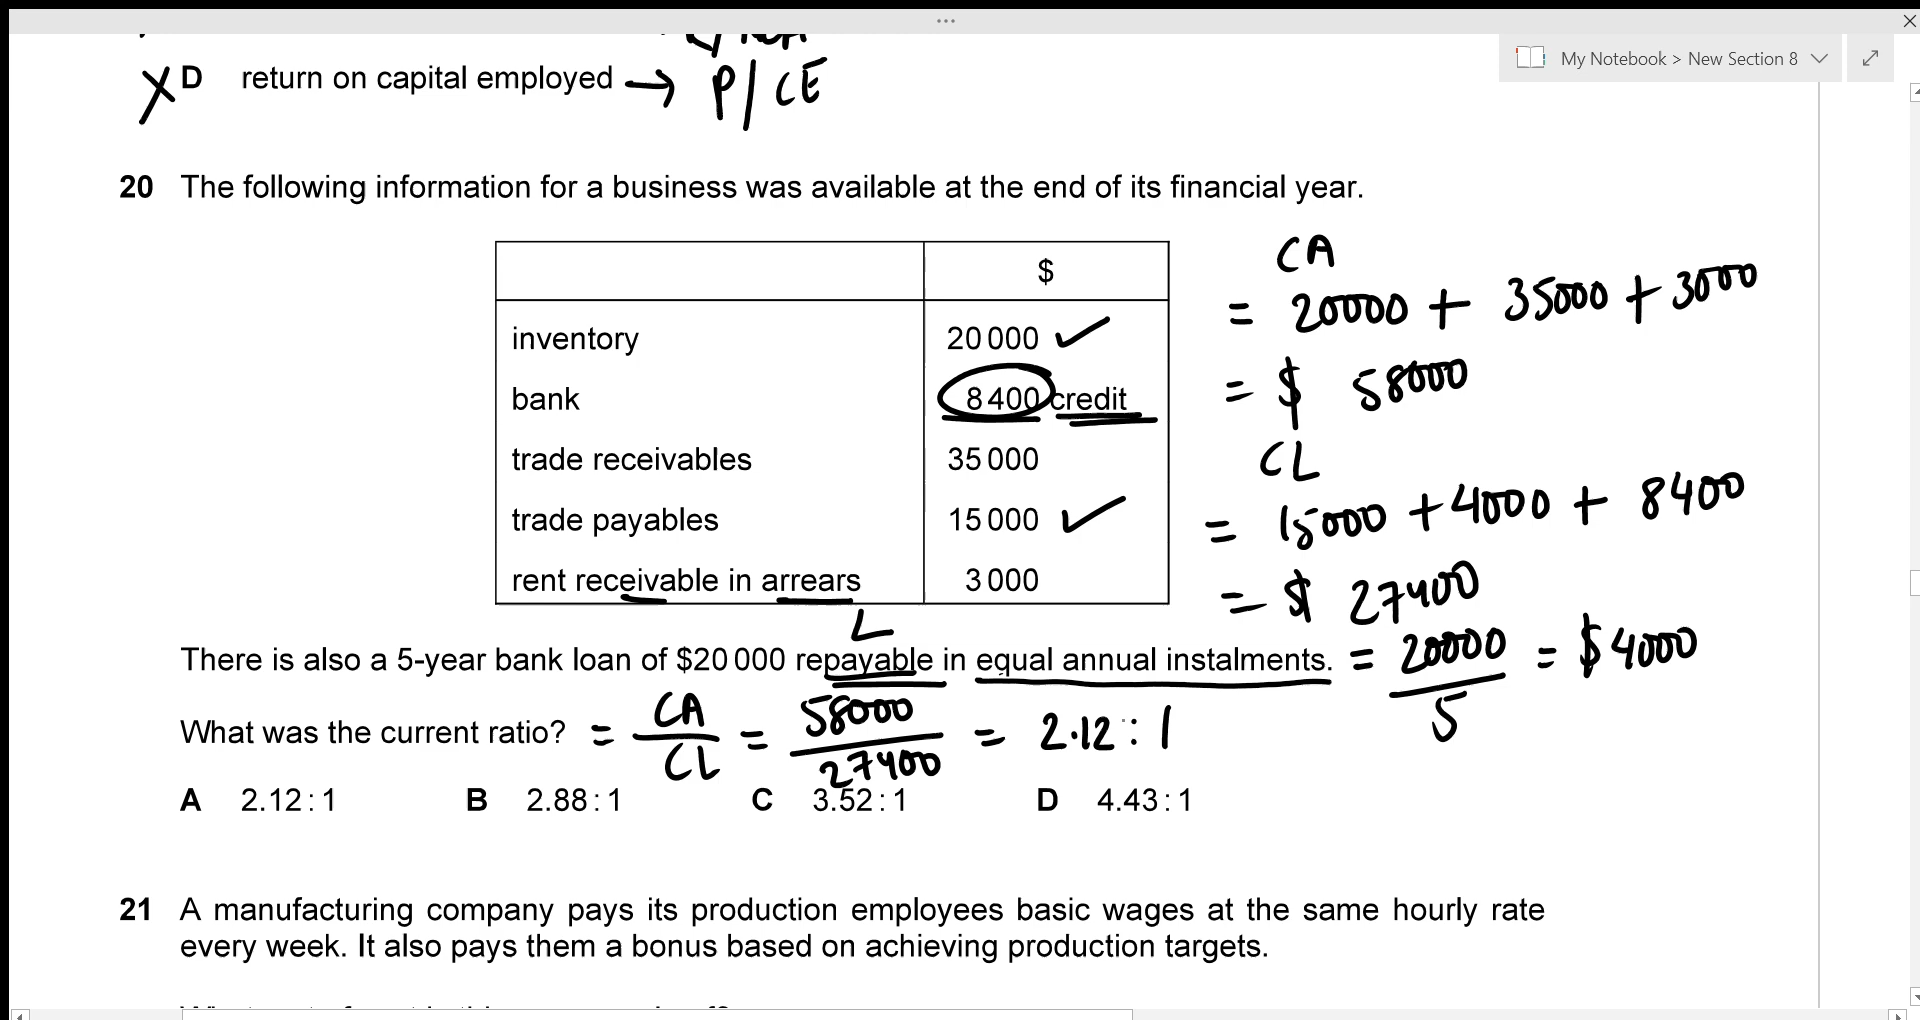 My Notebook > New Section 8
X D return on capital employed → P/CE
20 The following information for a business was available at the end of its financial year.
$
inventory 20 000 ✓
bank 8 400 credit
trade receivables 35 000
trade payables 15 000 ✓
rent receivable in arrears 3 000
CA
= 20000 + 35000 + 3000
= $ 58000
CL
= 15000 + 4000 + 8400
= $ 27400
L
There is also a 5-year bank loan of $20 000 repayable in equal annual instalments. = 20000 / 5 = $4000
What was the current ratio? = CA / CL = 58000 / 27400 = 2.12 : 1
A 2.12 : 1 B 2.88 : 1 C 3.52 : 1 D 4.43 : 1
21 A manufacturing company pays its production employees basic wages at the same hourly rate
every week. It also pays them a bonus based on achieving production targets.